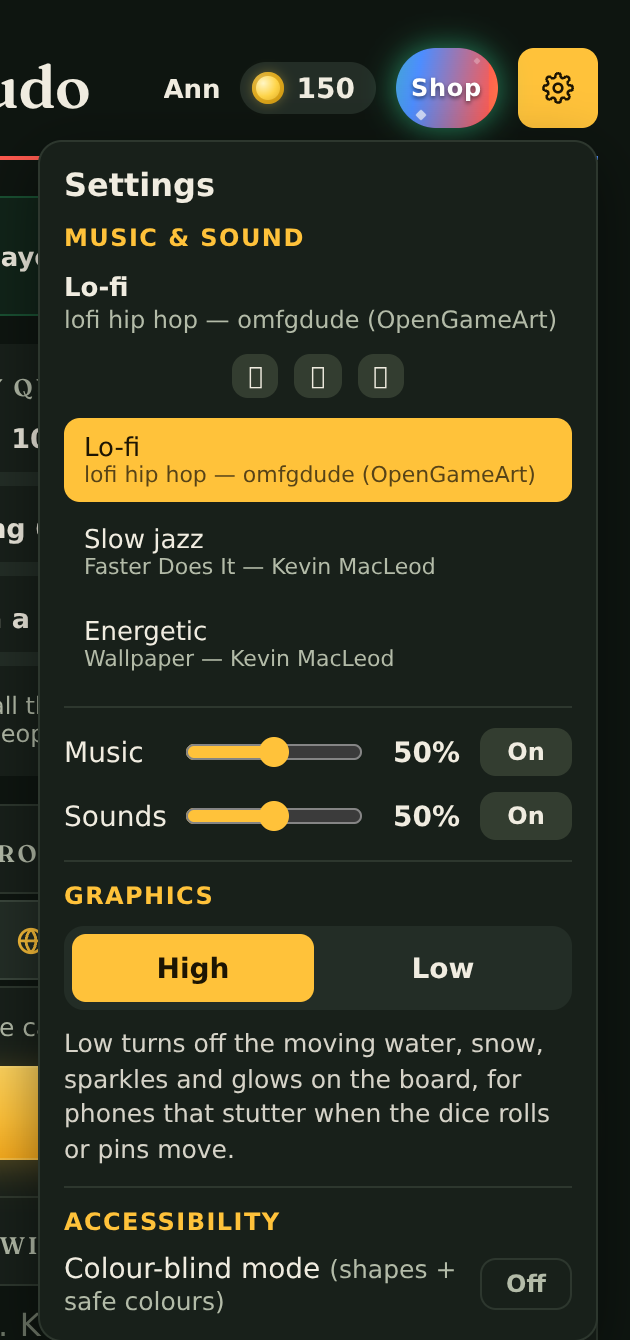 udo
Ann
150
Shop
Settings
MUSIC & SOUND
Lo-fi
lofi hip hop — omfgdude (OpenGameArt)
Lo-fi
lofi hip hop — omfgdude (OpenGameArt)
Slow jazz
Faster Does It — Kevin MacLeod
Energetic
Wallpaper — Kevin MacLeod
Music 50% On
Sounds 50% On
GRAPHICS
High Low
Low turns off the moving water, snow,
sparkles and glows on the board, for
phones that stutter when the dice rolls
or pins move.
ACCESSIBILITY
Colour-blind mode (shapes +
safe colours)
Off